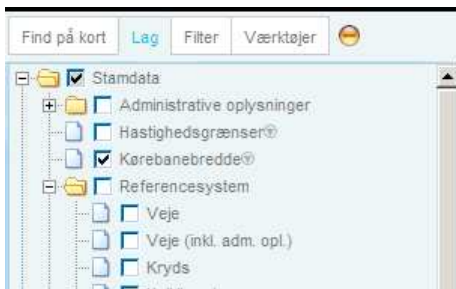 Find på kort Lag Filter Værktøjer
Stamdata
Administrative oplysninger
Hastighedsgrænser
Kørebanebredde
Referencesystem
Veje
Veje (inkl. adm. opl.)
Kryds